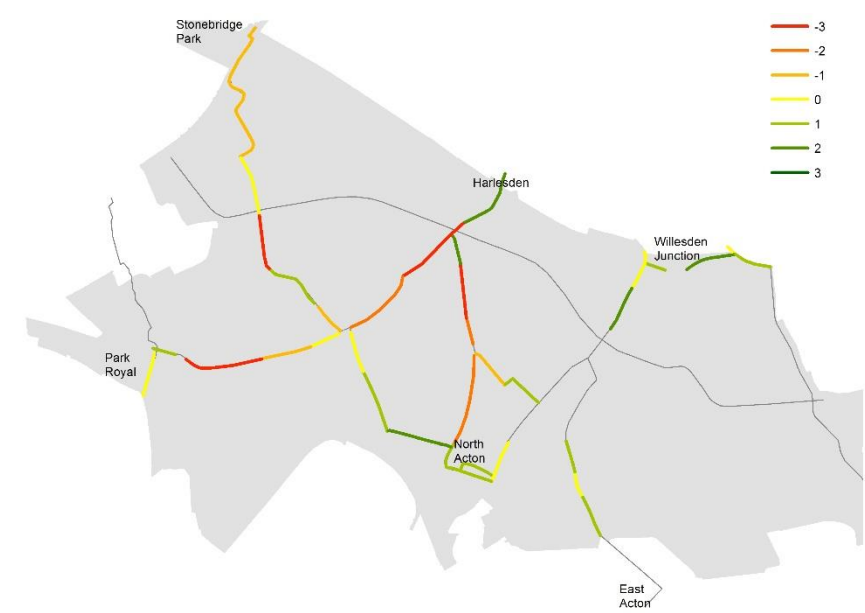 Stonebridge
Park
-3
-2
-1
0
1
2
3
Harlesden
Willesden
Junction
Park
Royal
North
Acton
East
Acton